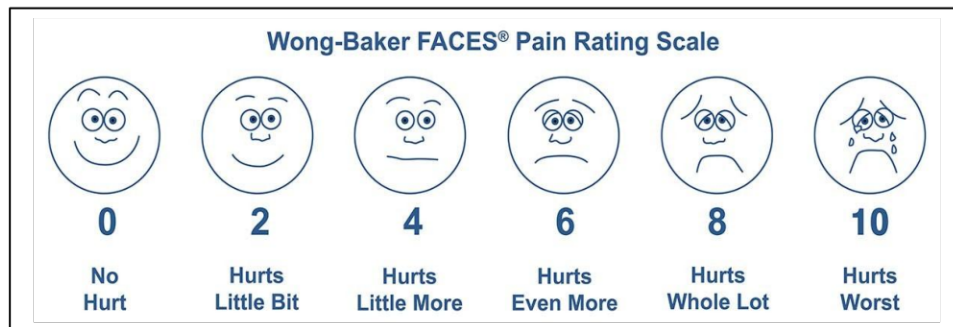 Wong-Baker FACES® Pain Rating Scale
0 2 4 6 8 10
No Hurts Hurts Hurts Hurts Hurts
Hurt Little Bit Little More Even More Whole Lot Worst